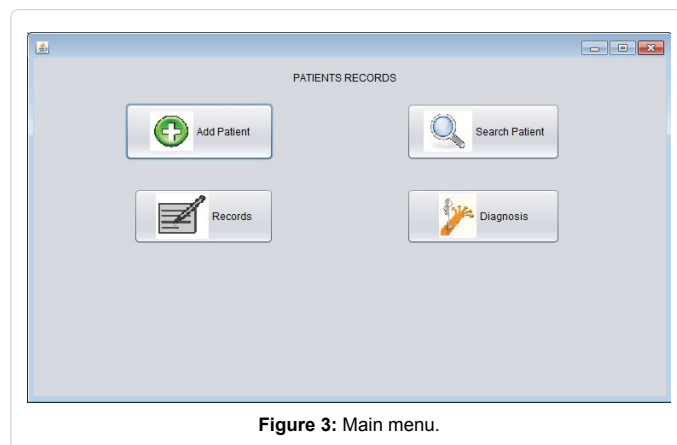 PATIENTS RECORDS
Add Patient
Search Patient
Records
Diagnosis
Figure 3: Main menu.